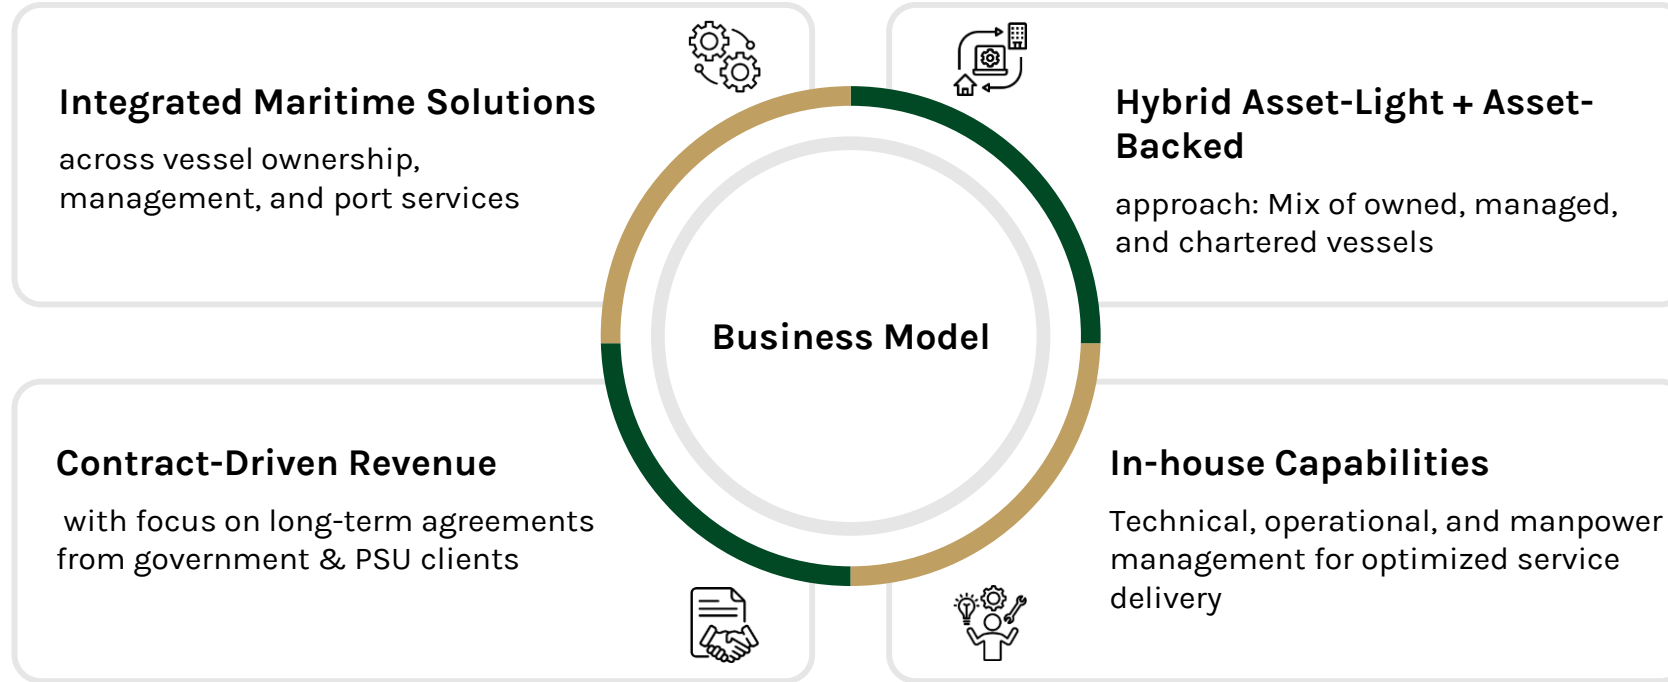 Integrated Maritime Solutions
across vessel ownership,
management, and port services
Hybrid Asset-Light + Asset-
Backed
approach: Mix of owned, managed,
and chartered vessels
Business Model
Contract-Driven Revenue
with focus on long-term agreements
from government & PSU clients
In-house Capabilities
Technical, operational, and manpower
management for optimized service
delivery